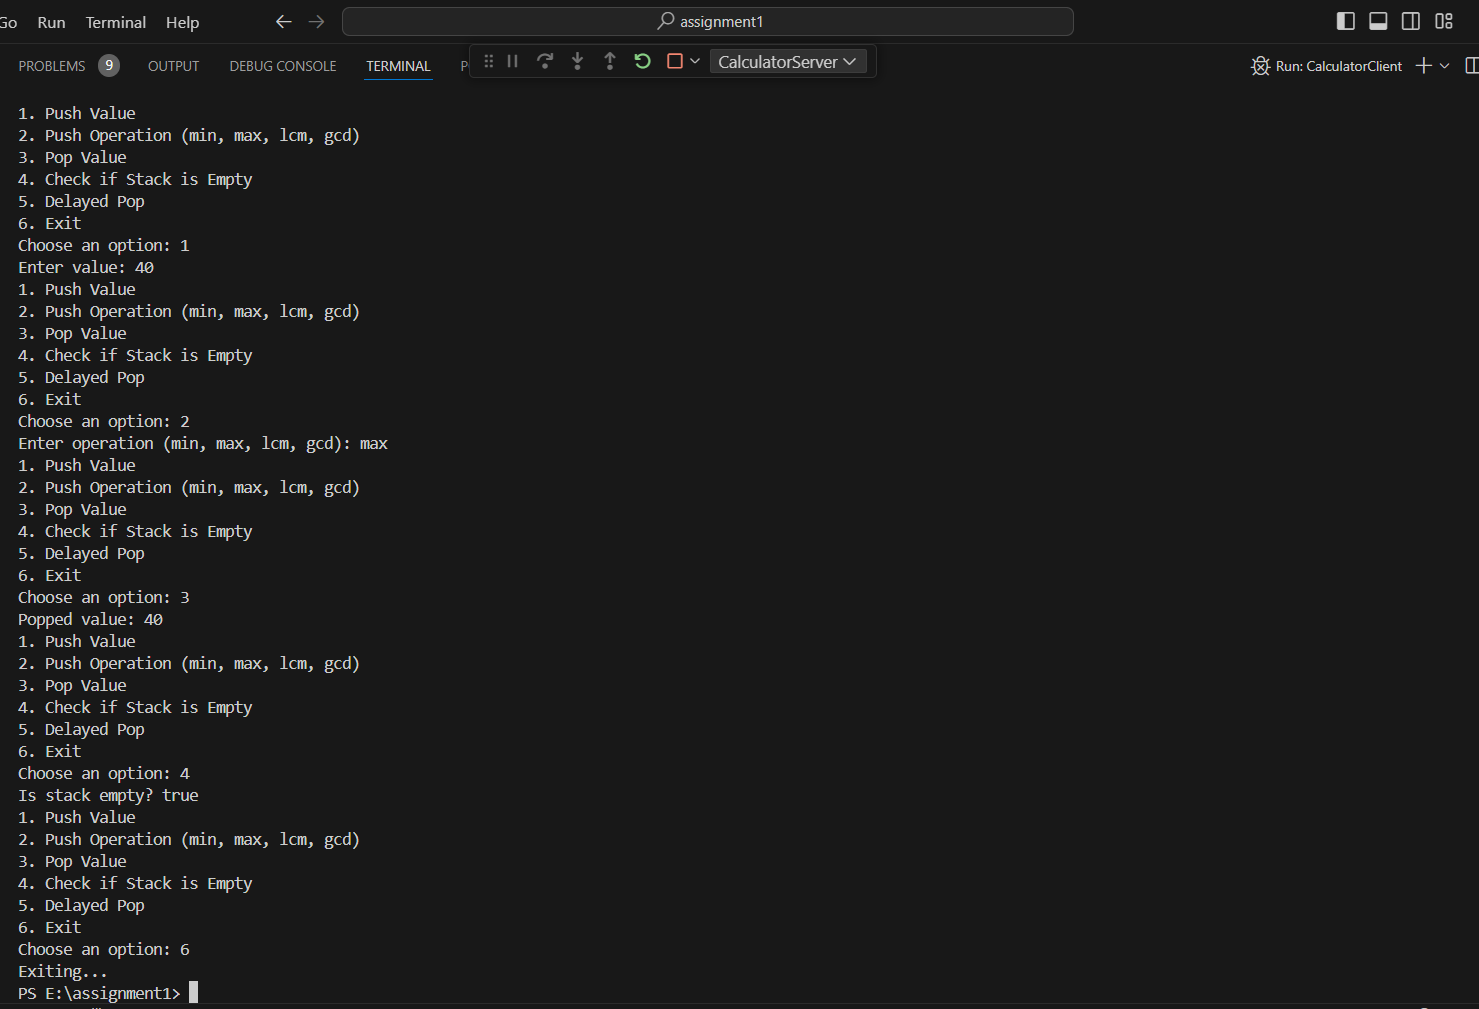 Go Run Terminal Help assignment1
PROBLEMS 9 OUTPUT DEBUG CONSOLE TERMINAL P CalculatorServer Run: CalculatorClient
1. Push Value
2. Push Operation (min, max, lcm, gcd)
3. Pop Value
4. Check if Stack is Empty
5. Delayed Pop
6. Exit
Choose an option: 1
Enter value: 40
1. Push Value
2. Push Operation (min, max, lcm, gcd)
3. Pop Value
4. Check if Stack is Empty
5. Delayed Pop
6. Exit
Choose an option: 2
Enter operation (min, max, lcm, gcd): max
1. Push Value
2. Push Operation (min, max, lcm, gcd)
3. Pop Value
4. Check if Stack is Empty
5. Delayed Pop
6. Exit
Choose an option: 3
Popped value: 40
1. Push Value
2. Push Operation (min, max, lcm, gcd)
3. Pop Value
4. Check if Stack is Empty
5. Delayed Pop
6. Exit
Choose an option: 4
Is stack empty? true
1. Push Value
2. Push Operation (min, max, lcm, gcd)
3. Pop Value
4. Check if Stack is Empty
5. Delayed Pop
6. Exit
Choose an option: 6
Exiting...
PS E:\assignment1>